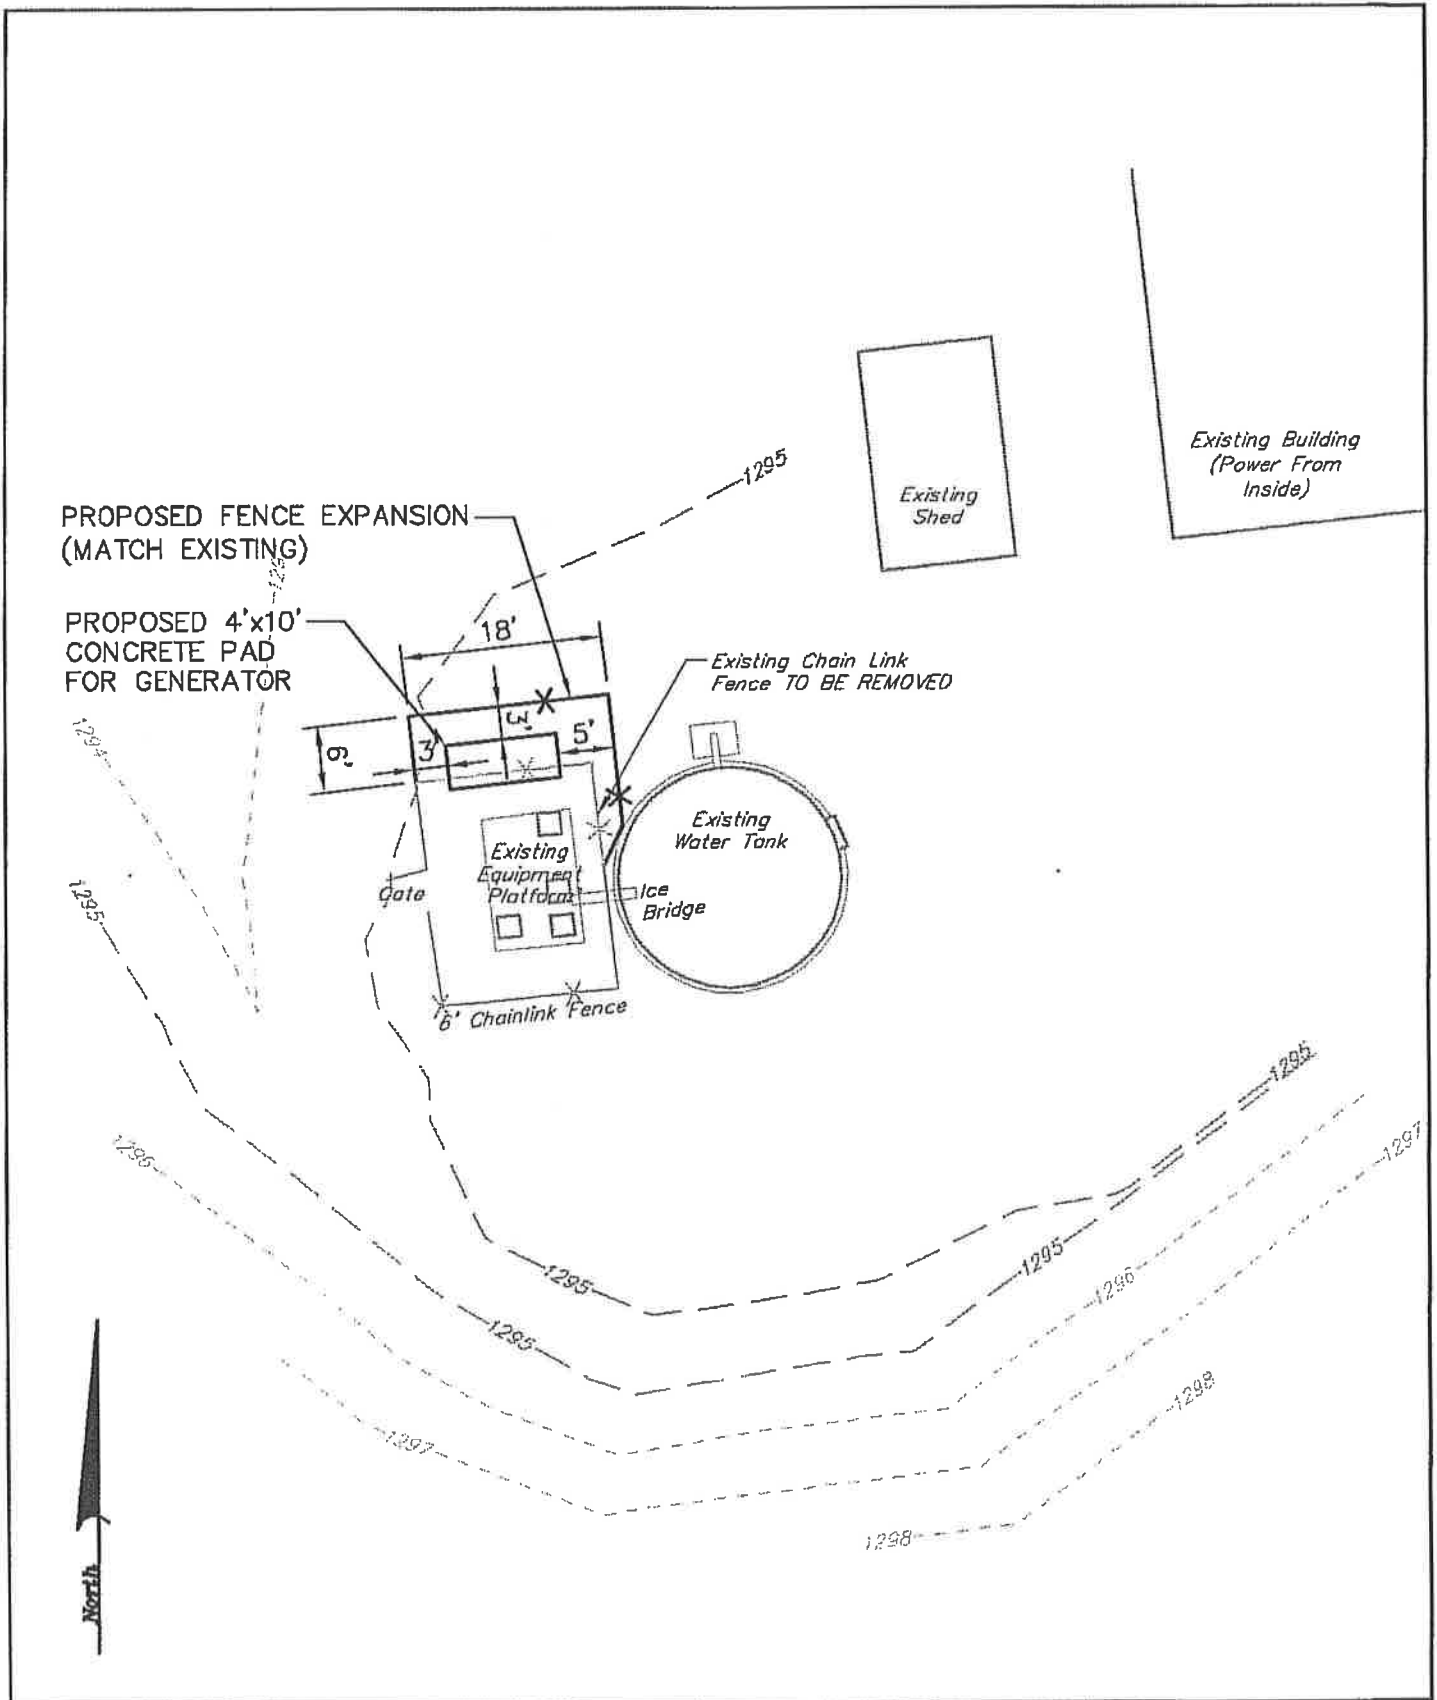 1295
Existing Building
(Power From
Inside)
Existing
Shed
PROPOSED FENCE EXPANSION
(MATCH EXISTING)
PROPOSED 4'x10'
CONCRETE PAD
FOR GENERATOR
18'
Existing Chain Link
Fence TO BE REMOVED
3'
5'
3'
6'
1294
Existing
Water Tank
Existing
Equipment
Platform
Gate
Ice
Bridge
1295
6' Chainlink Fence
1295
1296
1297
1295
1295
1296
1295
1297
1298
1298
North